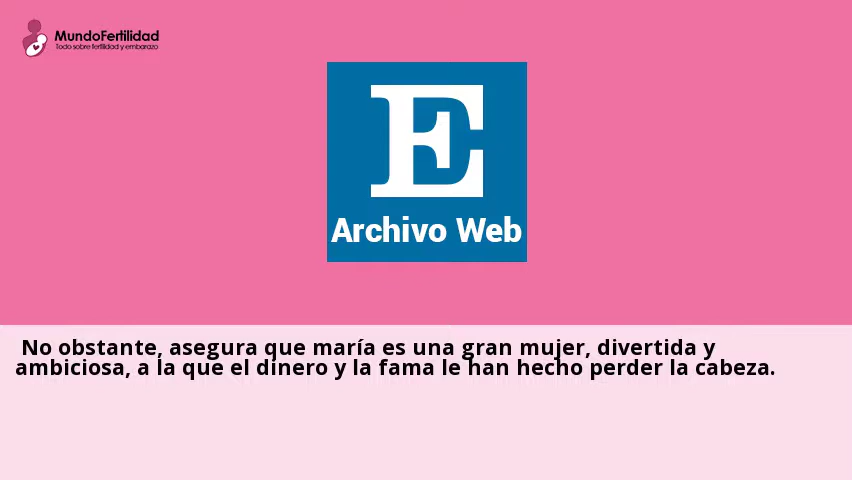 MundoFertilidad
Todo sobre fertilidad y embarazo
E
Archivo Web
No obstante, asegura que maría es una gran mujer, divertida y
ambiciosa, a la que el dinero y la fama le han hecho perder la cabeza.